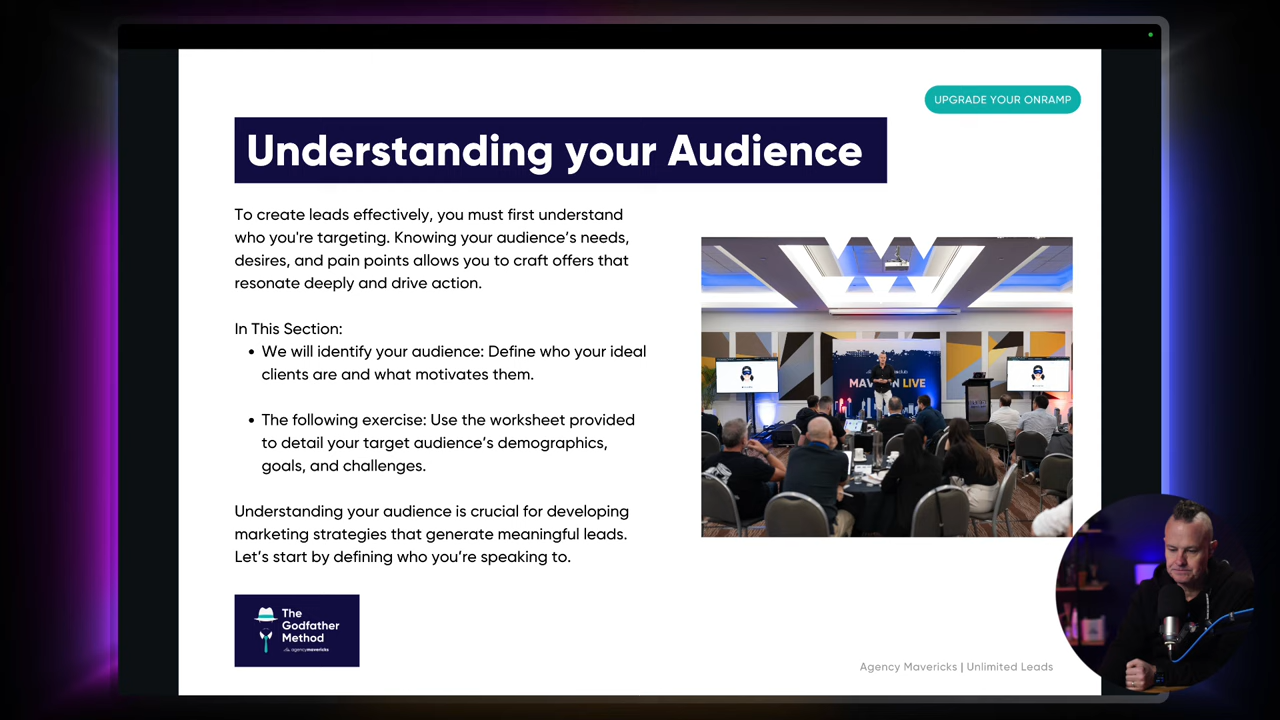 UPGRADE YOUR ONRAMP
Understanding your Audience
To create leads effectively, you must first understand
who you're targeting. Knowing your audience's needs,
desires, and pain points allows you to craft offers that
resonate deeply and drive action.
In This Section:
• We will identify your audience: Define who your ideal
clients are and what motivates them.
• The following exercise: Use the worksheet provided
to detail your target audience's demographics,
goals, and challenges.
Understanding your audience is crucial for developing
marketing strategies that generate meaningful leads.
Let's start by defining who you're speaking to.
LIVE
The
Godfather
Method
agencymavericks
Agency Mavericks | Unlimited Leads